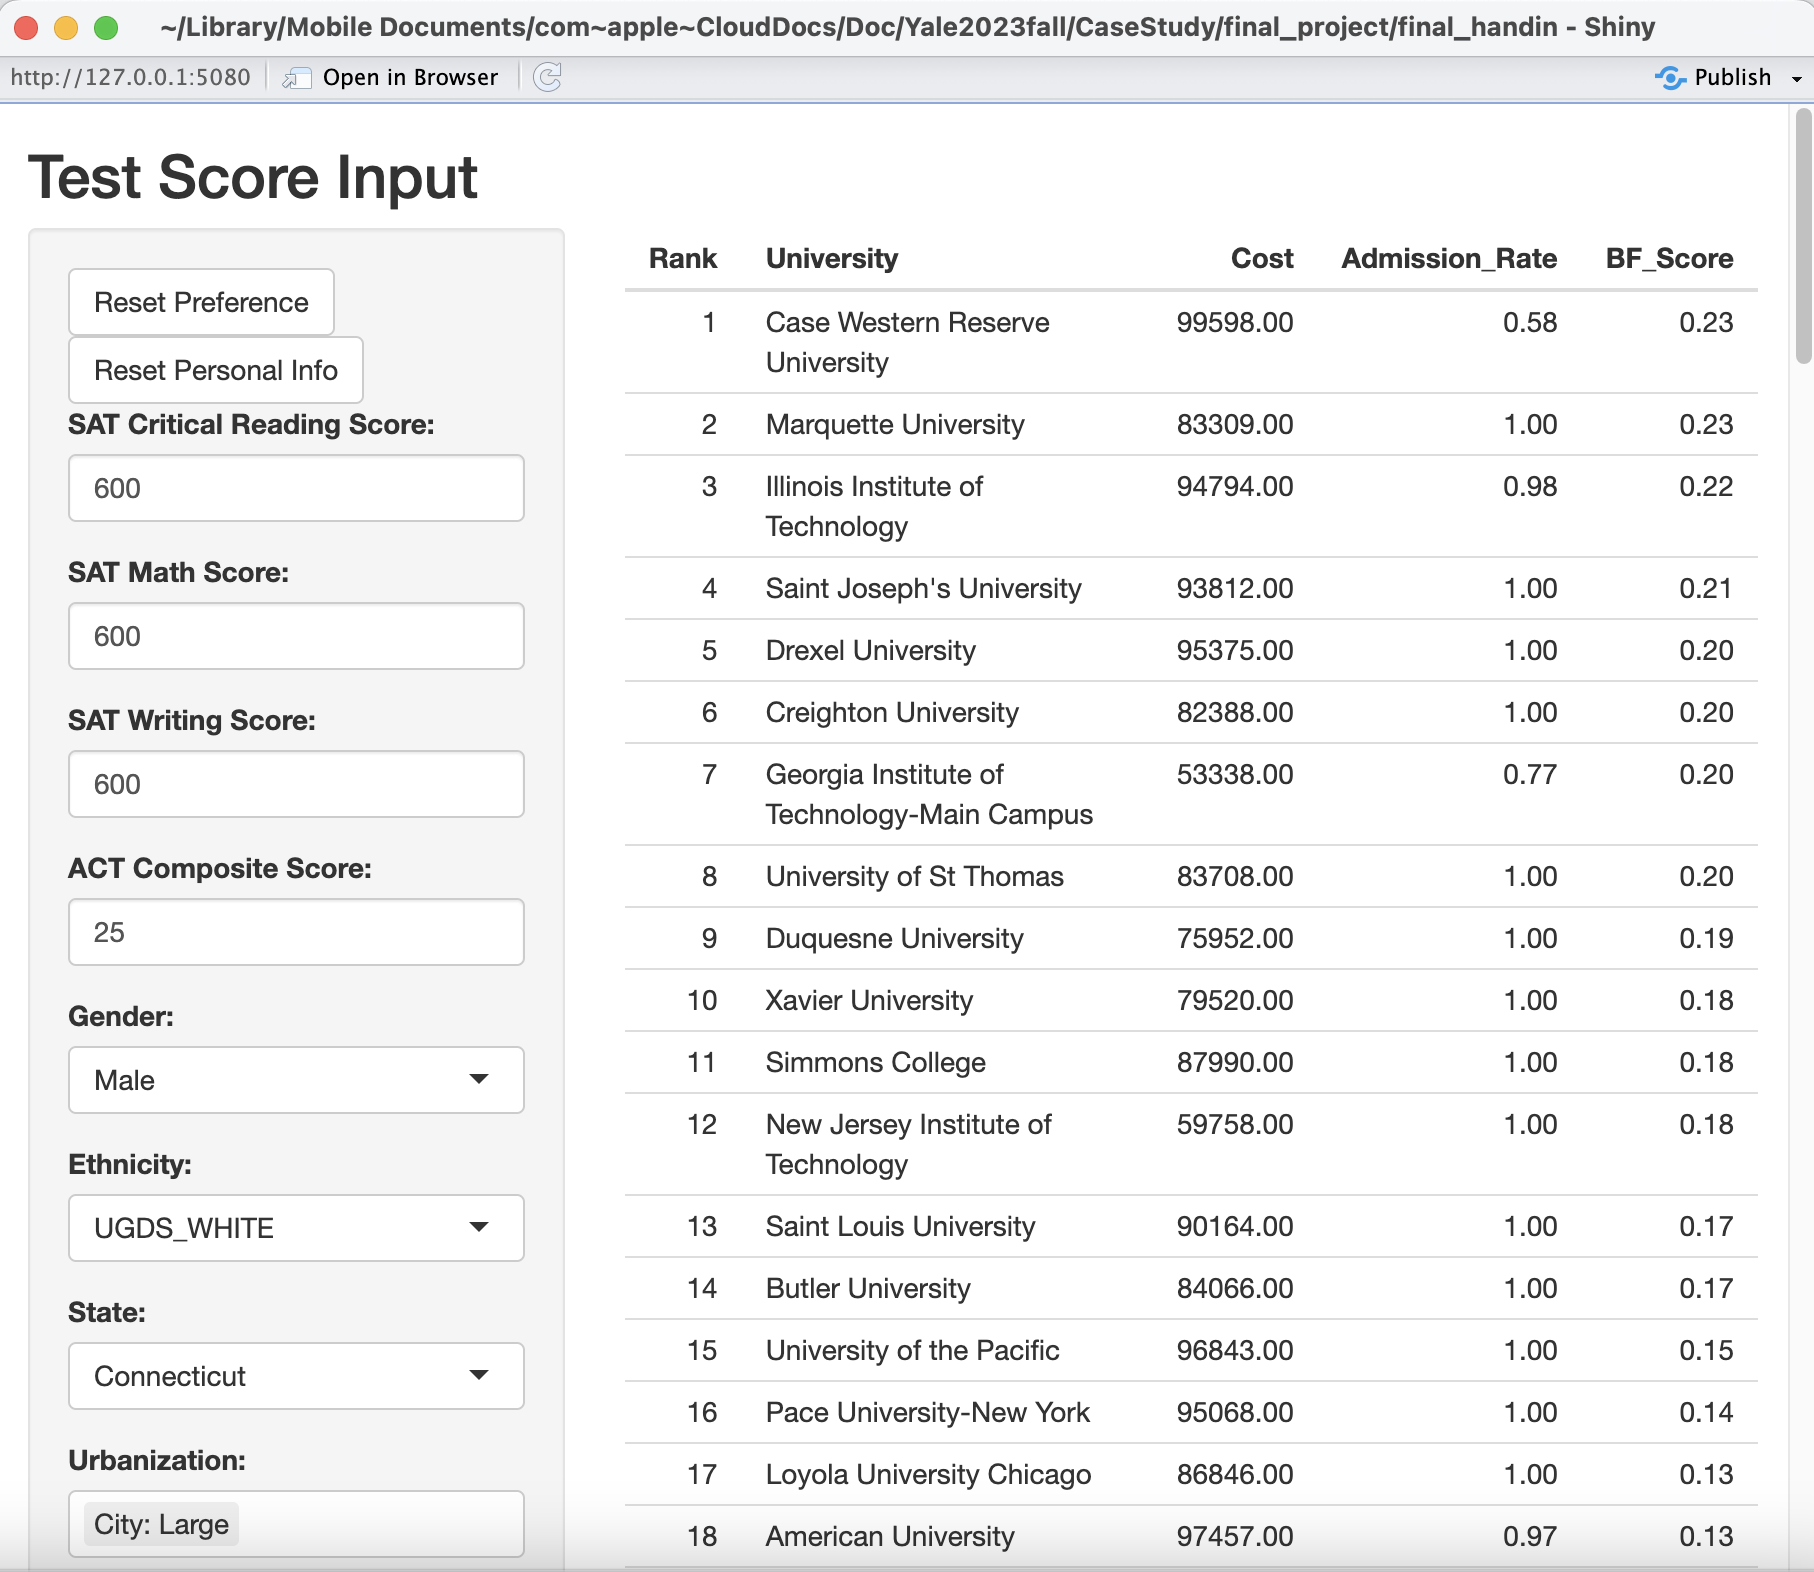 ~/Library/Mobile Documents/com~apple~CloudDocs/Doc/Yale2023fall/CaseStudy/final_project/final_handin - Shiny
http://127.0.0.1:5080 Open in Browser Publish
Test Score Input
Reset Preference
Reset Personal Info
SAT Critical Reading Score:
600
SAT Math Score:
600
SAT Writing Score:
600
ACT Composite Score:
25
Gender:
Male
Ethnicity:
UGDS_WHITE
State:
Connecticut
Urbanization:
City: Large
Rank University Cost Admission_Rate BF_Score
1 Case Western Reserve 99598.00 0.58 0.23
University
2 Marquette University 83309.00 1.00 0.23
3 Illinois Institute of 94794.00 0.98 0.22
Technology
4 Saint Joseph's University 93812.00 1.00 0.21
5 Drexel University 95375.00 1.00 0.20
6 Creighton University 82388.00 1.00 0.20
7 Georgia Institute of 53338.00 0.77 0.20
Technology-Main Campus
8 University of St Thomas 83708.00 1.00 0.20
9 Duquesne University 75952.00 1.00 0.19
10 Xavier University 79520.00 1.00 0.18
11 Simmons College 87990.00 1.00 0.18
12 New Jersey Institute of 59758.00 1.00 0.18
Technology
13 Saint Louis University 90164.00 1.00 0.17
14 Butler University 84066.00 1.00 0.17
15 University of the Pacific 96843.00 1.00 0.15
16 Pace University-New York 95068.00 1.00 0.14
17 Loyola University Chicago 86846.00 1.00 0.13
18 American University 97457.00 0.97 0.13